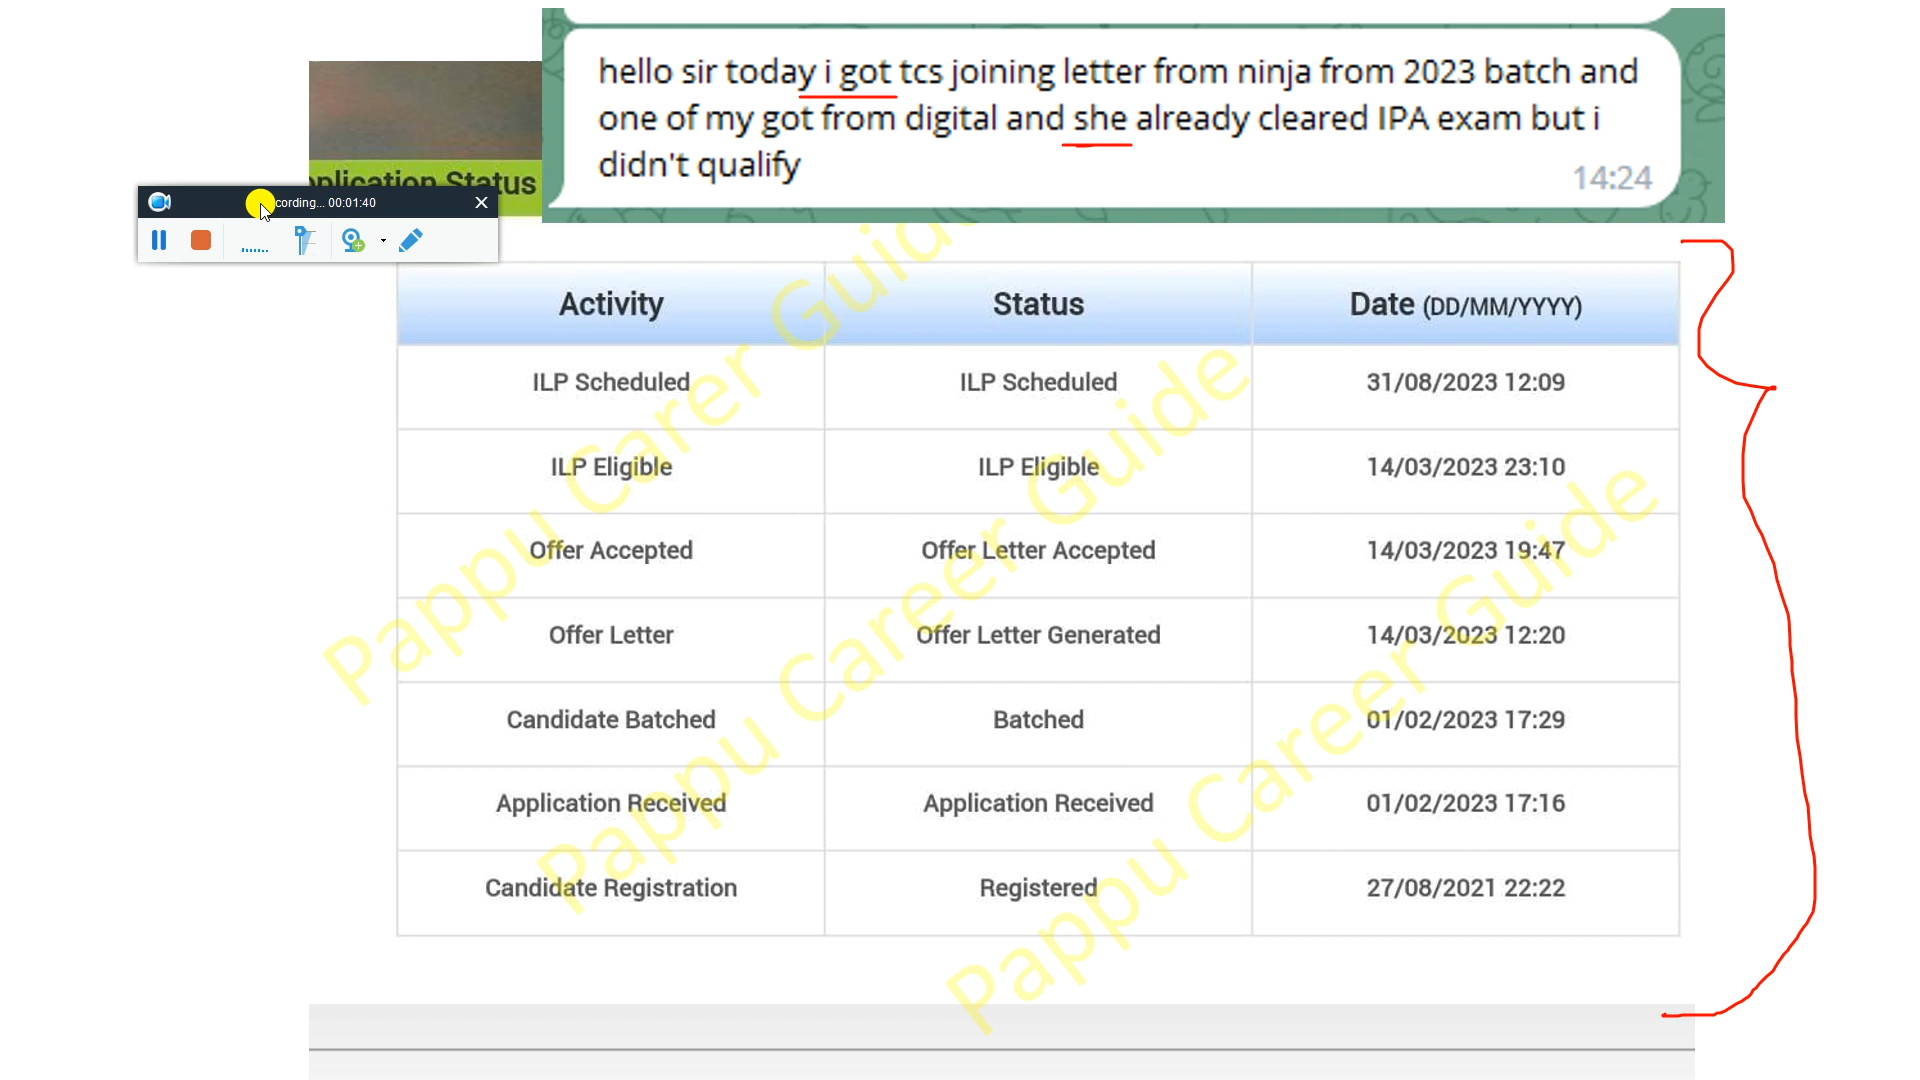 hello sir today i got tcs joining letter from ninja from 2023 batch and
one of my got from digital and she already cleared IPA exam but i
didn't qualify
14:24
Status
00:01:40
Activity Status Date (DD/MM/YYYY)
ILP Scheduled ILP Scheduled 31/08/2023 12:09
ILP Eligible ILP Eligible 14/03/2023 23:10
Offer Accepted Offer Letter Accepted 14/03/2023 19:47
Offer Letter Offer Letter Generated 14/03/2023 12:20
Candidate Batched Batched 01/02/2023 17:29
Application Received Application Received 01/02/2023 17:16
Candidate Registration Registered 27/08/2021 22:22
Pappu Carer Guide
Pappu Career Guide
Pappu Career Guide